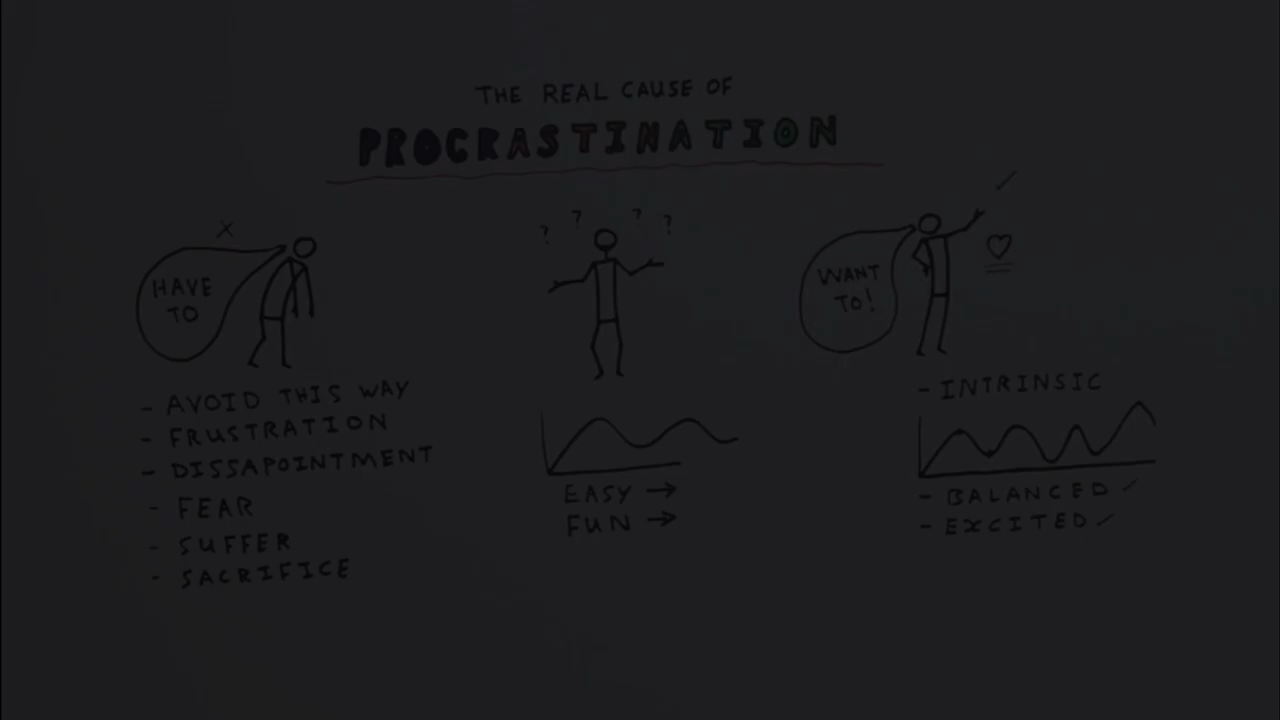 THE REAL CAUSE OF
PROCRASTINATION
X
HAVE
TO
- AVOID THIS WAY
- FRUSTRATION
- DISSAPOINTMENT
- FEAR
- SUFFER
- SACRIFICE
? ? ? ?
EASY →
FUN →
WANT
TO!
- INTRINSIC
- BALANCED ✓
- EXCITED ✓